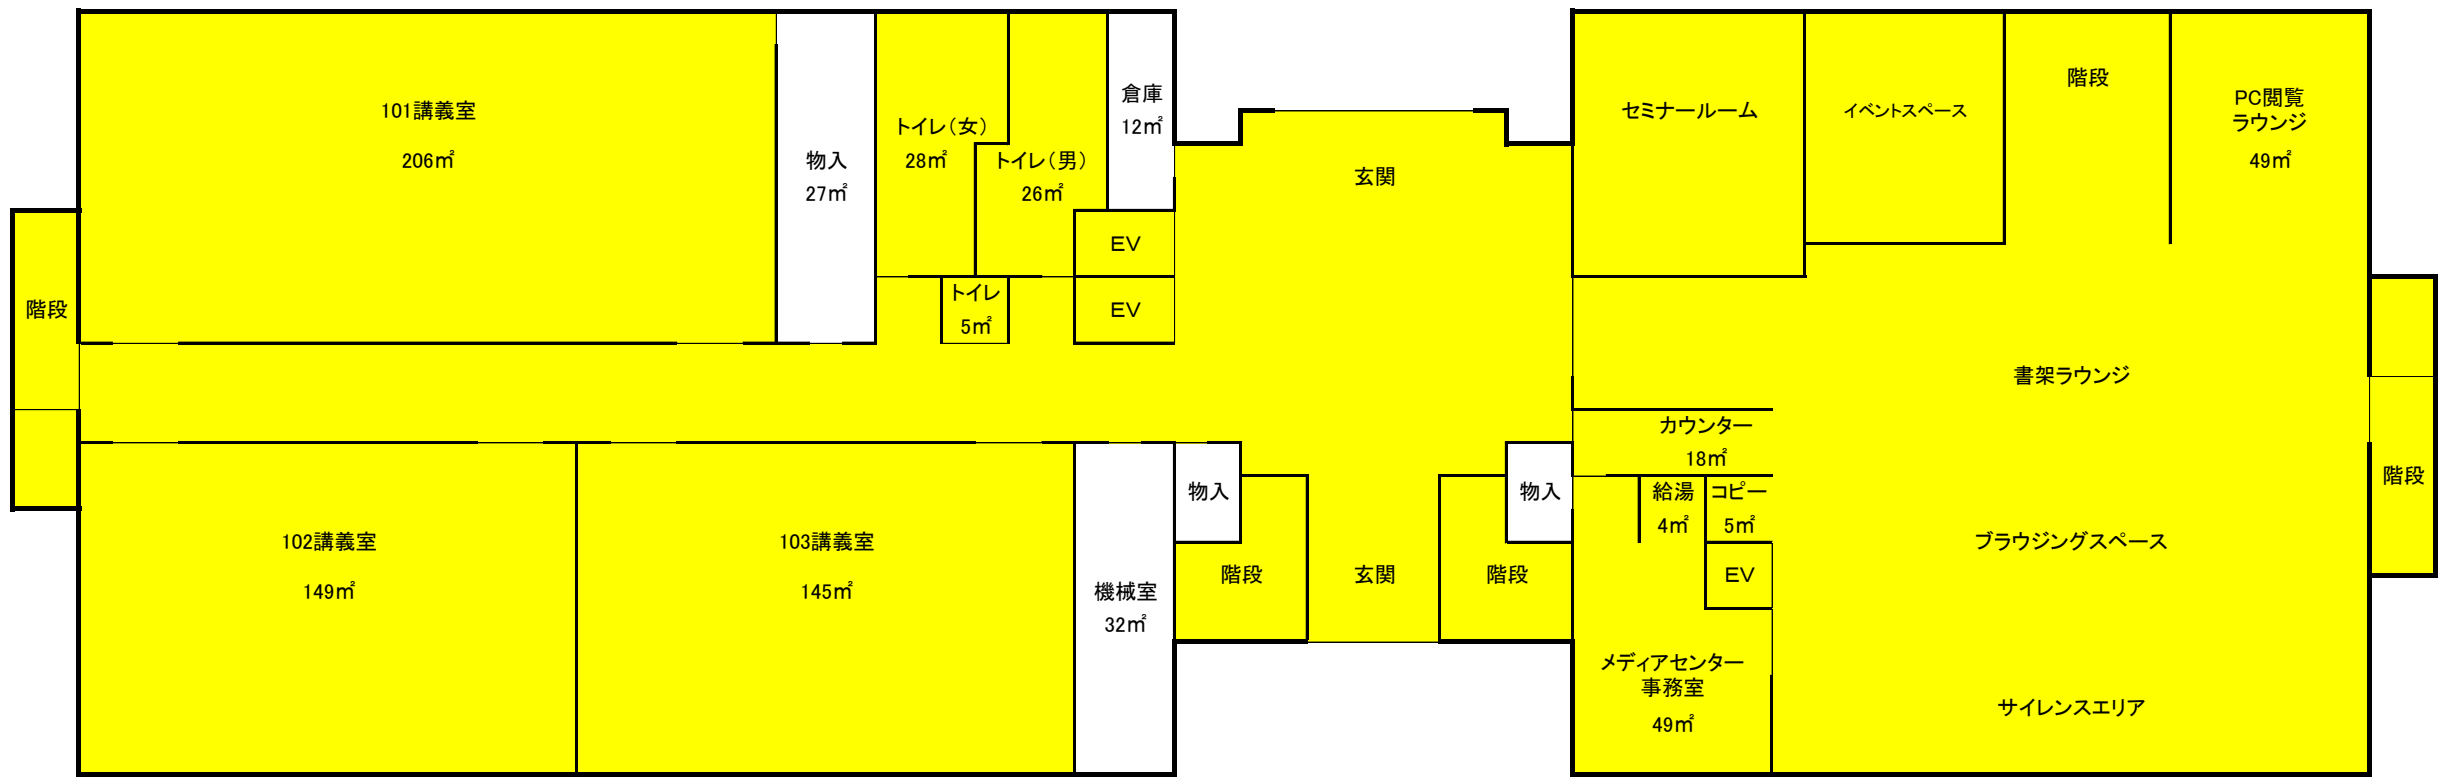 101講義室
206㎡
物入
27㎡
トイレ（女）
28㎡
トイレ（男）
26㎡
倉庫
12㎡
EV
EV
トイレ
5㎡
階段
102講義室
149㎡
103講義室
145㎡
機械室
32㎡
玄関
物入
階段
玄関
物入
階段
セミナールーム
イベントスペース
階段
PC閲覧
ラウンジ
49㎡
書架ラウンジ
カウンター
18㎡
給湯
4㎡
コピー
5㎡
EV
ブラウジングスペース
階段
メディアセンター
事務室
49㎡
サイレンスエリア